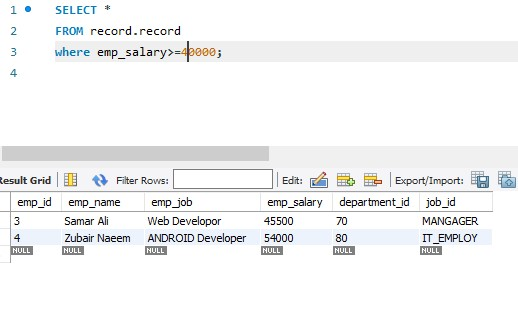 1 SELECT *
2 FROM record.record
3 where emp_salary>=40000;
4
Result Grid Filter Rows: Edit: Export/Import:
emp_id emp_name emp_job emp_salary department_id job_id
3 Samar Ali Web Developor 45500 70 MANGAGER
4 Zubair Naeem ANDROID Developer 54000 80 IT_EMPLOY
NULL NULL NULL NULL NULL NULL